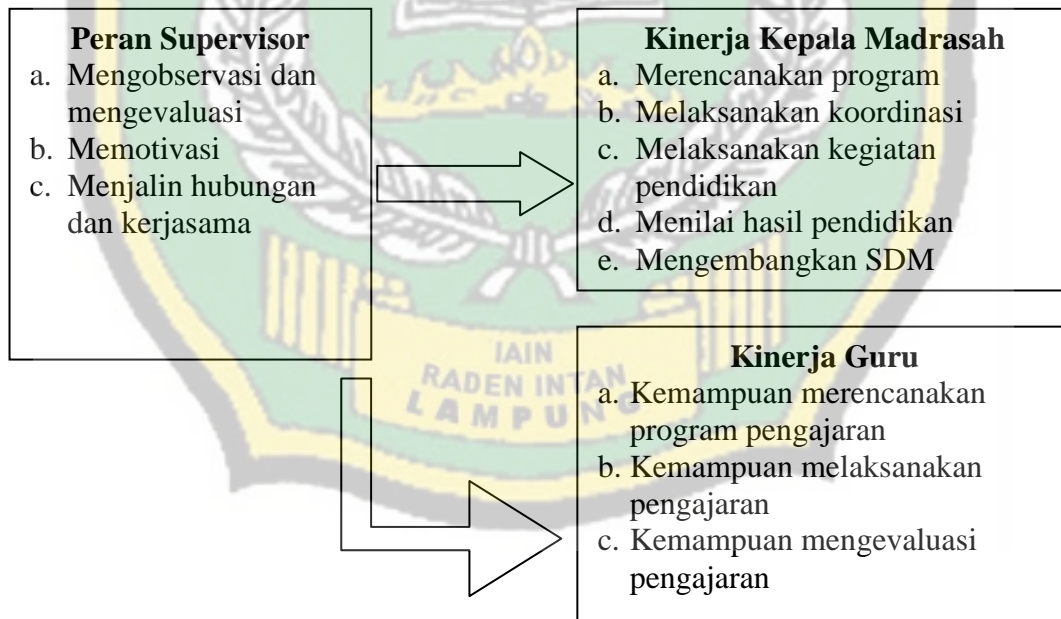 Peran Supervisor
a. Mengobservasi dan
mengevaluasi
b. Memotivasi
c. Menjalin hubungan
dan kerjasama
Kinerja Kepala Madrasah
a. Merencanakan program
b. Melaksanakan koordinasi
c. Melaksanakan kegiatan
pendidikan
d. Menilai hasil pendidikan
e. Mengembangkan SDM
IAIN
RADEN INTAN
LAMPUNG
Kinerja Guru
a. Kemampuan merencanakan
program pengajaran
b. Kemampuan melaksanakan
pengajaran
c. Kemampuan mengevaluasi
pengajaran